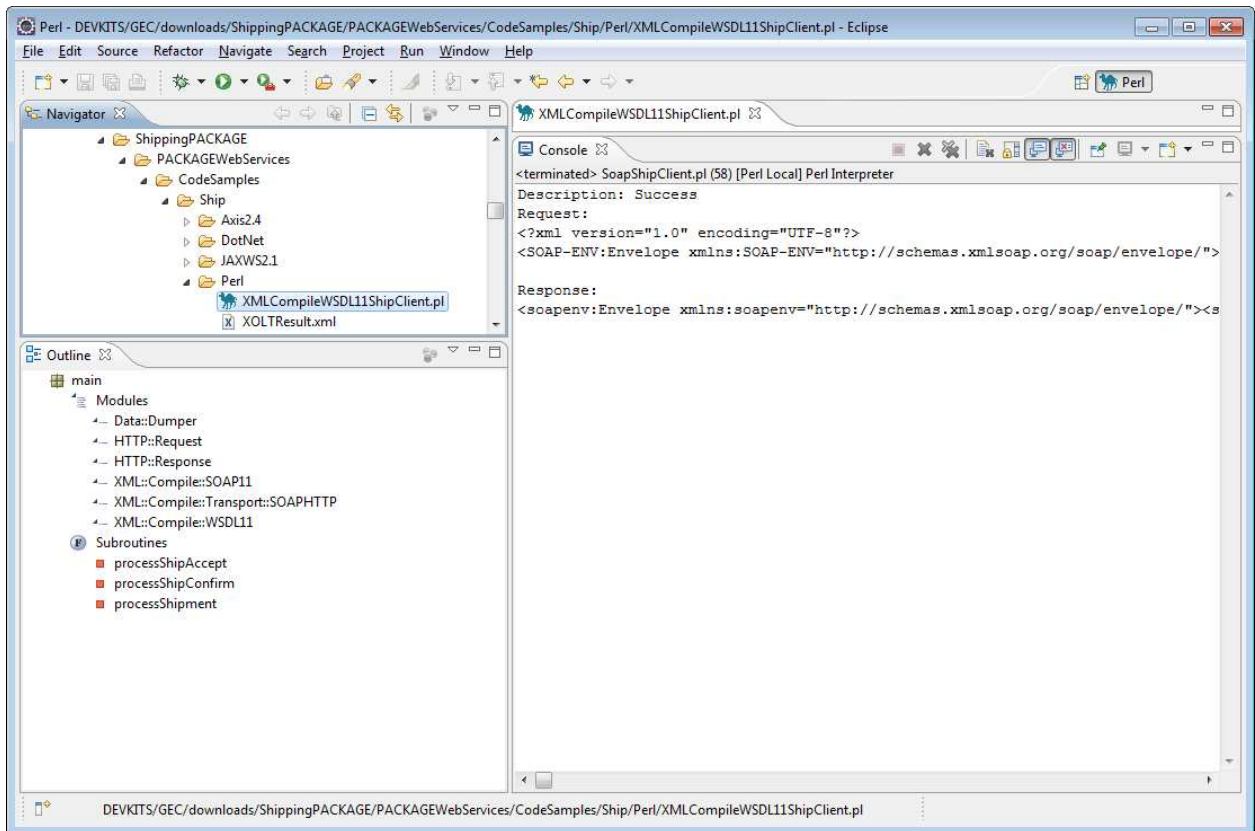 Perl - DEVKITS/GEC/downloads/ShippingPACKAGE/PACKAGEWebServices/CodeSamples/Ship/Perl/XMLCompileWSDL11ShipClient.pl - Eclipse
File Edit Source Refactor Navigate Search Project Run Window Help
Perl
Navigator
ShippingPACKAGE
PACKAGEWebServices
CodeSamples
Ship
Axis2.4
DotNet
JAXWS2.1
Perl
XMLCompileWSDL11ShipClient.pl
XOLTResult.xml
Outline
main
Modules
Data::Dumper
HTTP::Request
HTTP::Response
XML::Compile::SOAP11
XML::Compile::Transport::SOAPHTTP
XML::Compile::WSDL11
Subroutines
processShipAccept
processShipConfirm
processShipment
XMLCompileWSDL11ShipClient.pl
Console
<terminated> SoapShipClient.pl (58) [Perl Local] Perl Interpreter
Description: Success
Request:
<?xml version="1.0" encoding="UTF-8"?>
<SOAP-ENV:Envelope xmlns:SOAP-ENV="http://schemas.xmlsoap.org/soap/envelope/">
Response:
<soapenv:Envelope xmlns:soapenv="http://schemas.xmlsoap.org/soap/envelope/"><s
DEVKITS/GEC/downloads/ShippingPACKAGE/PACKAGEWebServices/CodeSamples/Ship/Perl/XMLCompileWSDL11ShipClient.pl